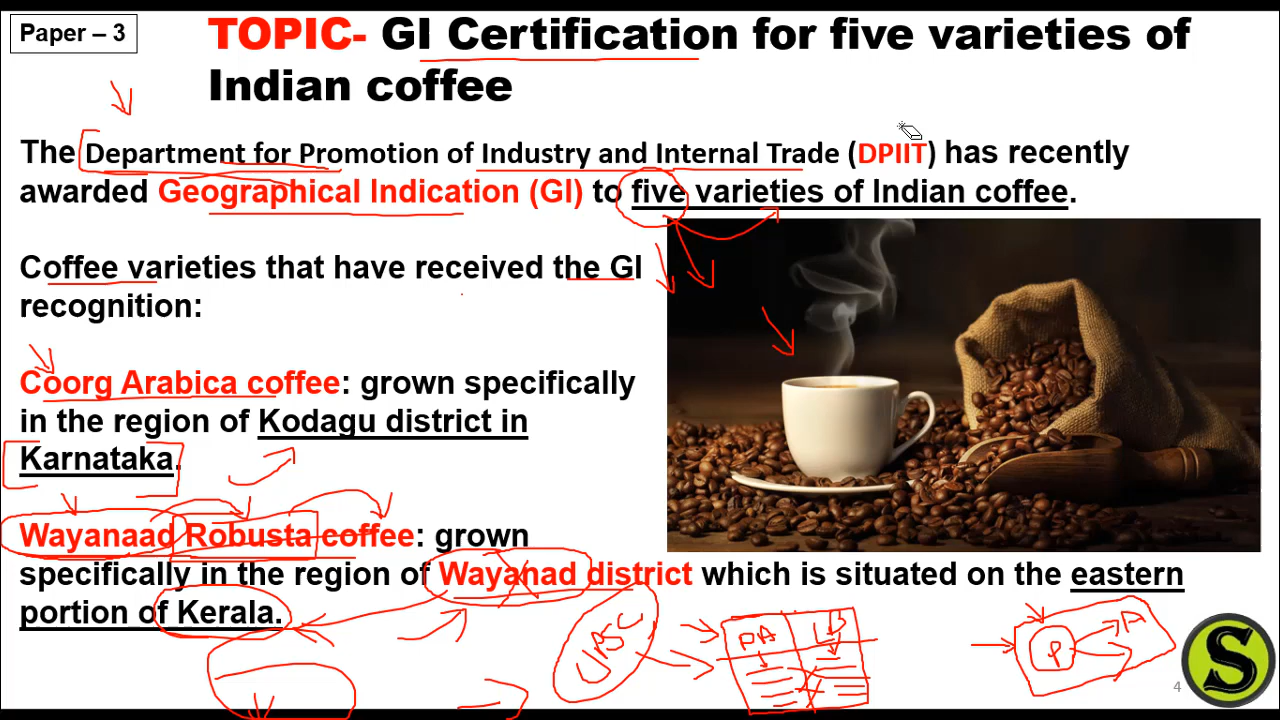 Paper – 3
TOPIC- GI Certification for five varieties of
Indian coffee
The Department for Promotion of Industry and Internal Trade (DPIIT) has recently
awarded Geographical Indication (GI) to five varieties of Indian coffee.
Coffee varieties that have received the GI
recognition:
Coorg Arabica coffee: grown specifically
in the region of Kodagu district in
Karnataka.
Wayanaad Robusta coffee: grown
specifically in the region of Wayanad district which is situated on the eastern
portion of Kerala.
UPSC
P
4
S